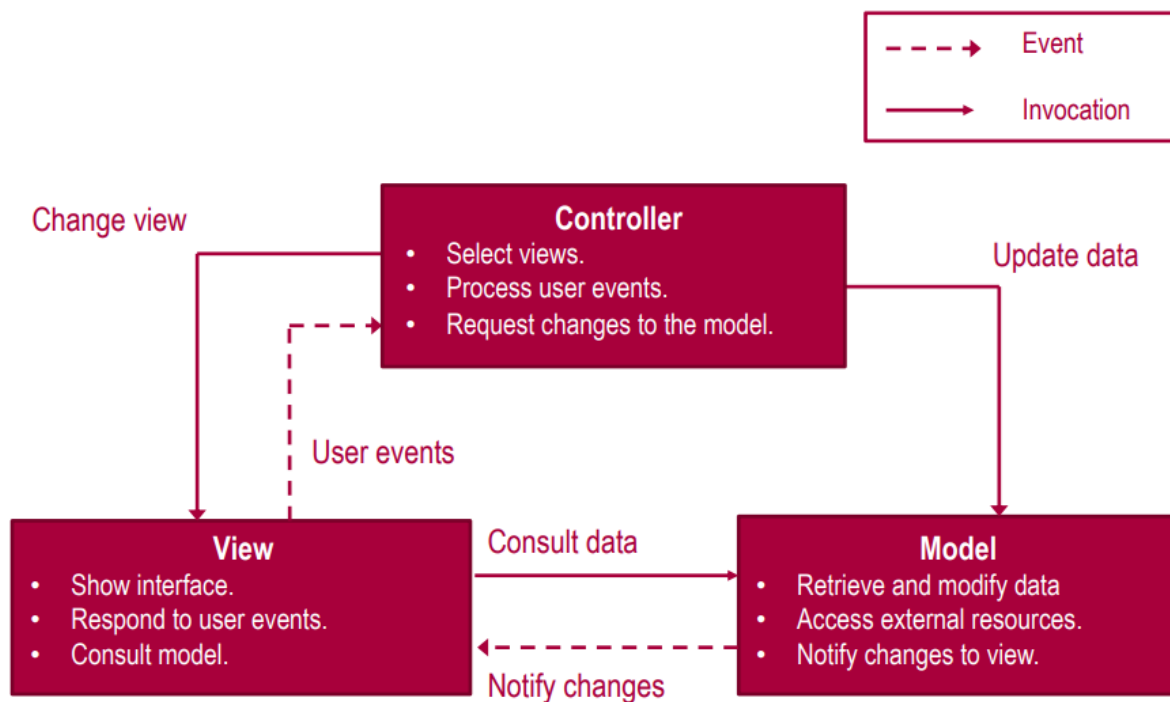 Event
Invocation
Change view
Controller
• Select views.
• Process user events.
• Request changes to the model.
Update data
User events
View
• Show interface.
• Respond to user events.
• Consult model.
Consult data
Notify changes
Model
• Retrieve and modify data
• Access external resources.
• Notify changes to view.